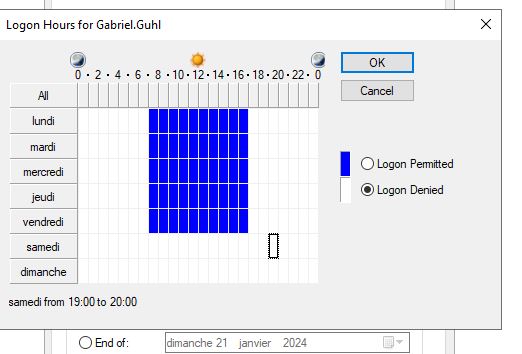 Logon Hours for Gabriel.Guhl
0 · 2 · 4 · 6 · 8 · 10 · 12 · 14 · 16 · 18 · 20 · 22 · 0
OK
Cancel
All
lundi
mardi
mercredi
jeudi
vendredi
samedi
dimanche
Logon Permitted
Logon Denied
samedi from 19:00 to 20:00
End of:
dimanche 21 janvier 2024